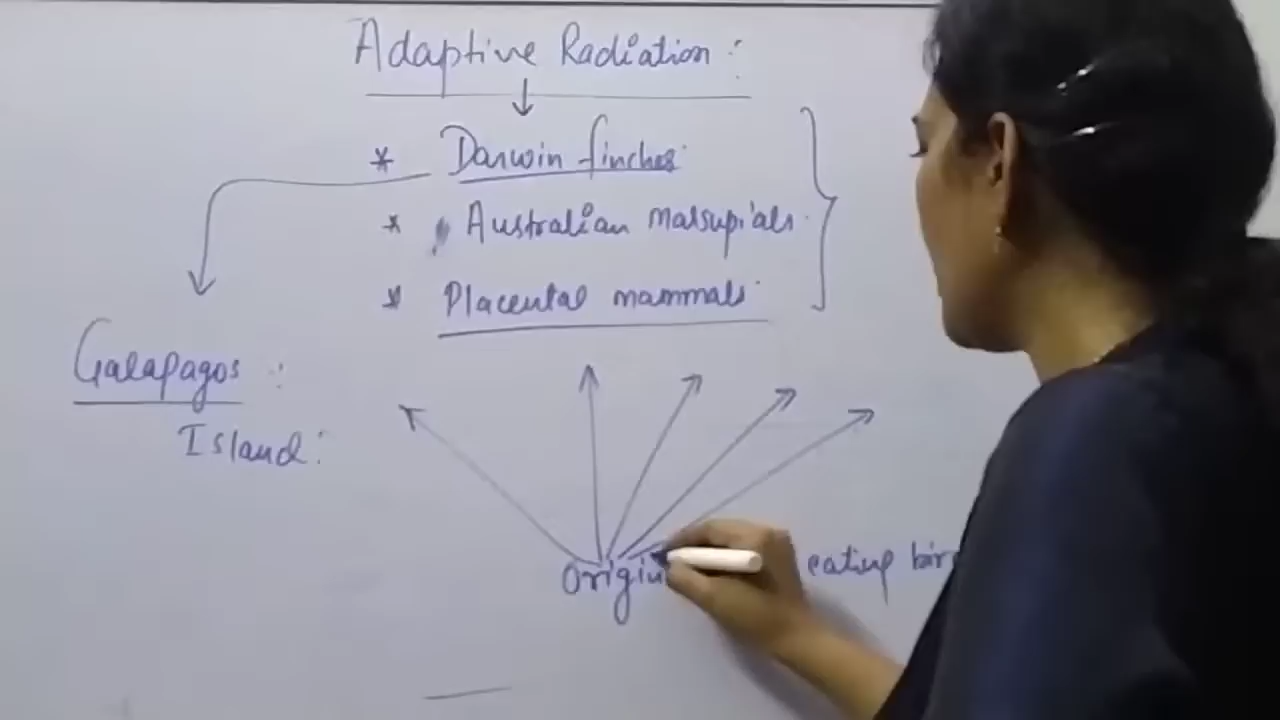 Adaptive Radiation :
* Darwin finches
* Australian Marsupials
* Placental mammals
Galapagos :
Island :
eating